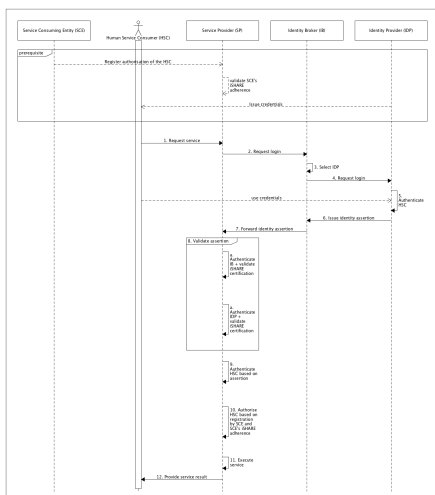 Service Consuming Entity (SCE)
Human Service Consumer (HSC)
Service Provider (SP)
Identity Broker (IB)
Identity Provider (IDP)
prerequisite
Register authorisation of the HSC
validate SCE's
iSHARE
adherence
Issue credentials
1. Request service
2. Request login
3. Select IDP
4. Request login
use credentials
5.
Authenticate
HSC
6. Issue identity assertion
7. Forward identity assertion
8. Validate assertion
a.
Authenticate
IB + validate
iSHARE
certification
a.
Authenticate
IDP +
validate
iSHARE
certification
9.
Authenticate
HSC based on
assertion
10. Authorise
HSC based on
registration
by SCE and
SCE's iSHARE
adherence
11. Execute
service
12. Provide service result